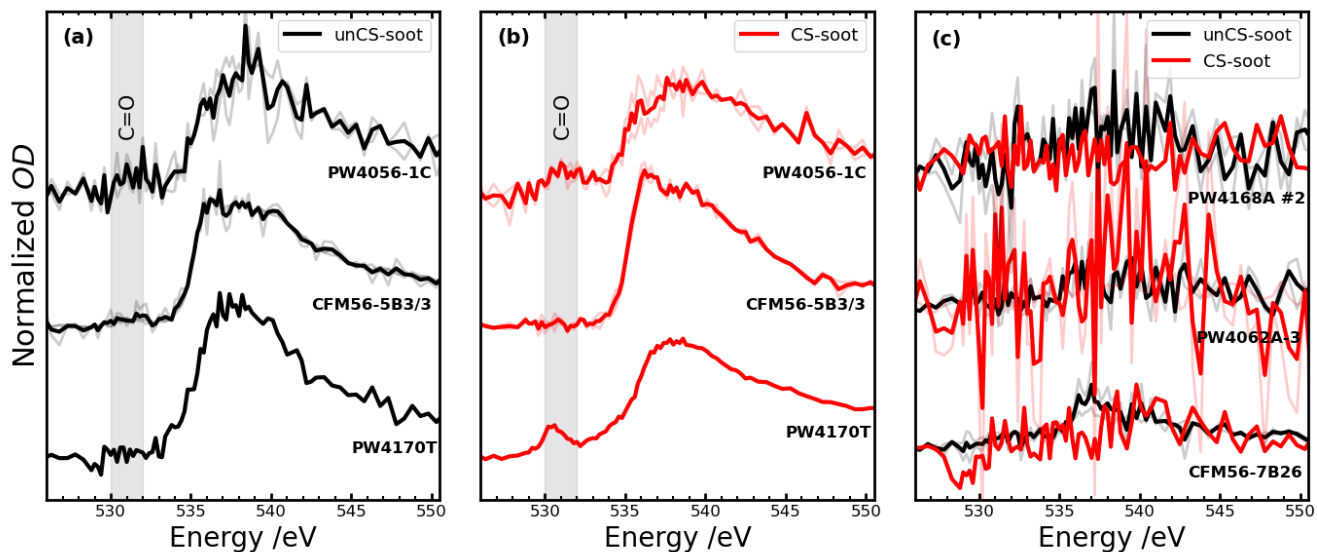 (a)
unCS-soot
C=O
PW4056-1C
CFM56-5B3/3
PW4170T
530 535 540 545 550
Energy /eV
Normalized OD
(b)
CS-soot
C=O
PW4056-1C
CFM56-5B3/3
PW4170T
530 535 540 545 550
Energy /eV
(c)
unCS-soot
CS-soot
PW4168A #2
PW4062A-3
CFM56-7B26
530 535 540 545 550
Energy /eV